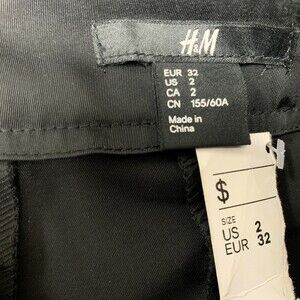 H&M
EUR 32
US 2
CA 2
CN 155/60A
Made in
China
$
SIZE
US 2
EUR 32